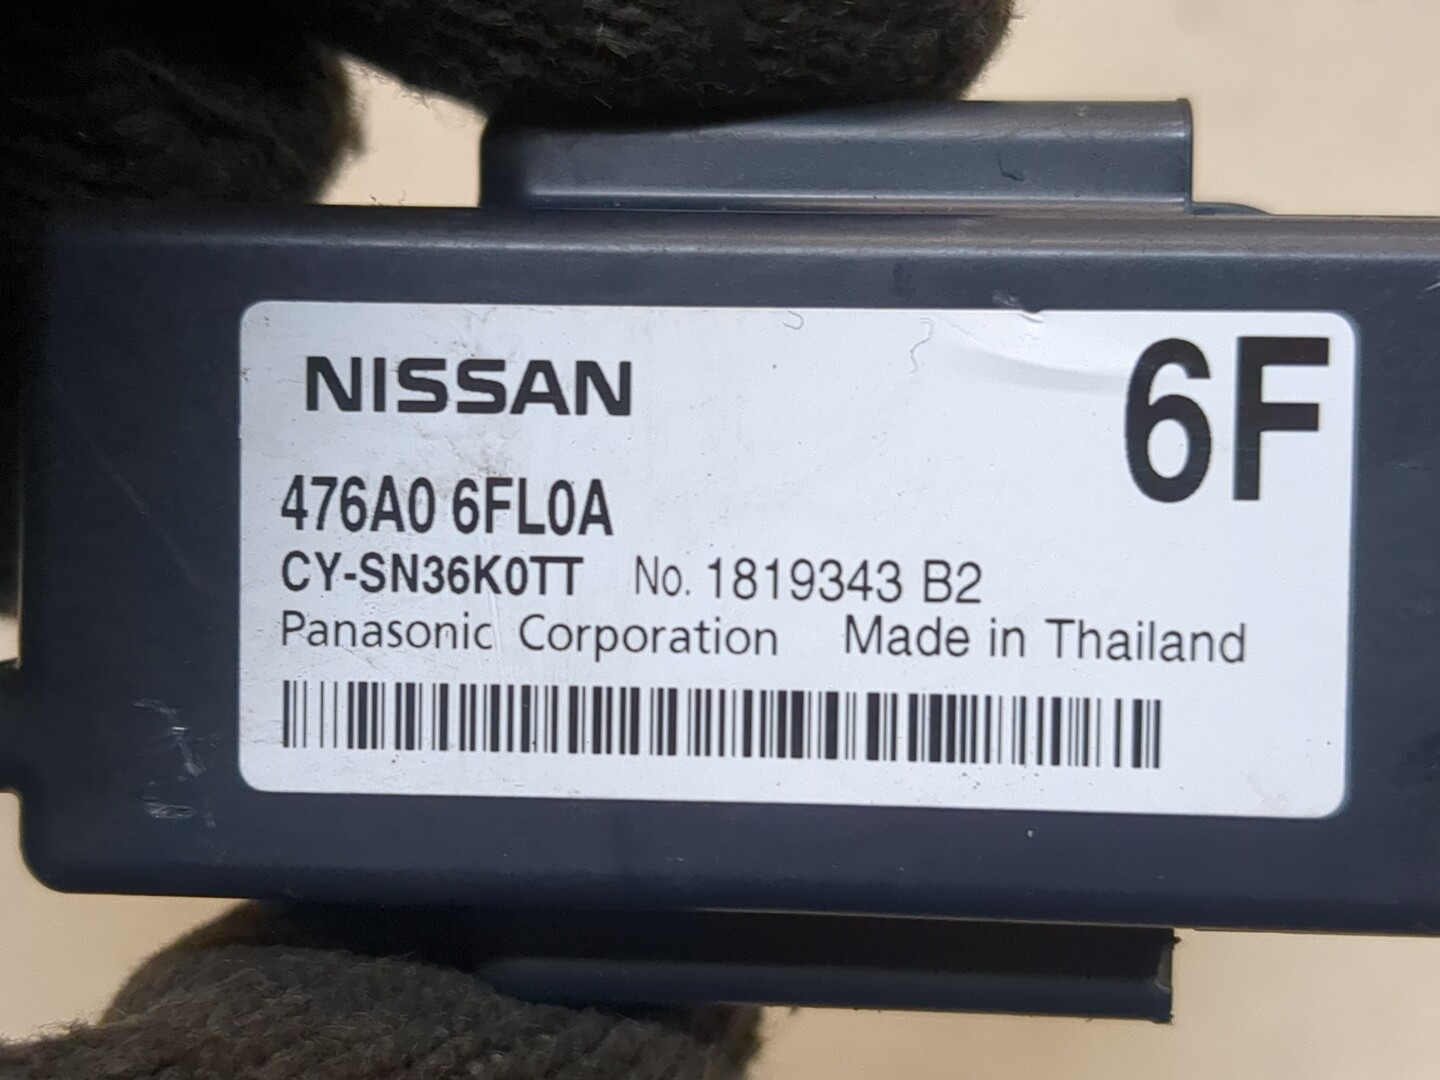 NISSAN
6F
476A0 6FL0A
CY-SN36K0TT No. 1819343 B2
Panasonic Corporation Made in Thailand